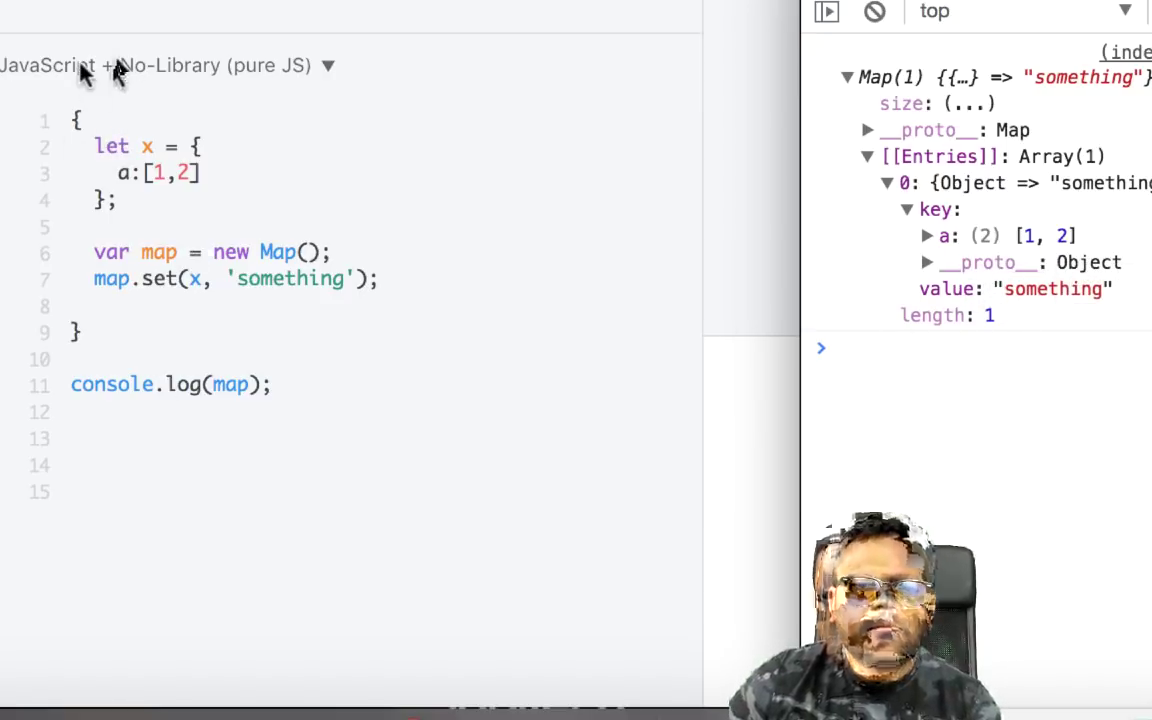 JavaScript + No-Library (pure JS) ▼
1 {
2 let x = {
3 a:[1,2]
4 };
5
6 var map = new Map();
7 map.set(x, 'something');
8
9 }
10
11 console.log(map);
12
13
14
15
top ▼
(inde
▼Map(1) {{…} => "something"}
size: (...)
▶__proto__: Map
▼[[Entries]]: Array(1)
▼0: {Object => "something
▼key:
▶a: (2) [1, 2]
▶__proto__: Object
value: "something"
length: 1
>